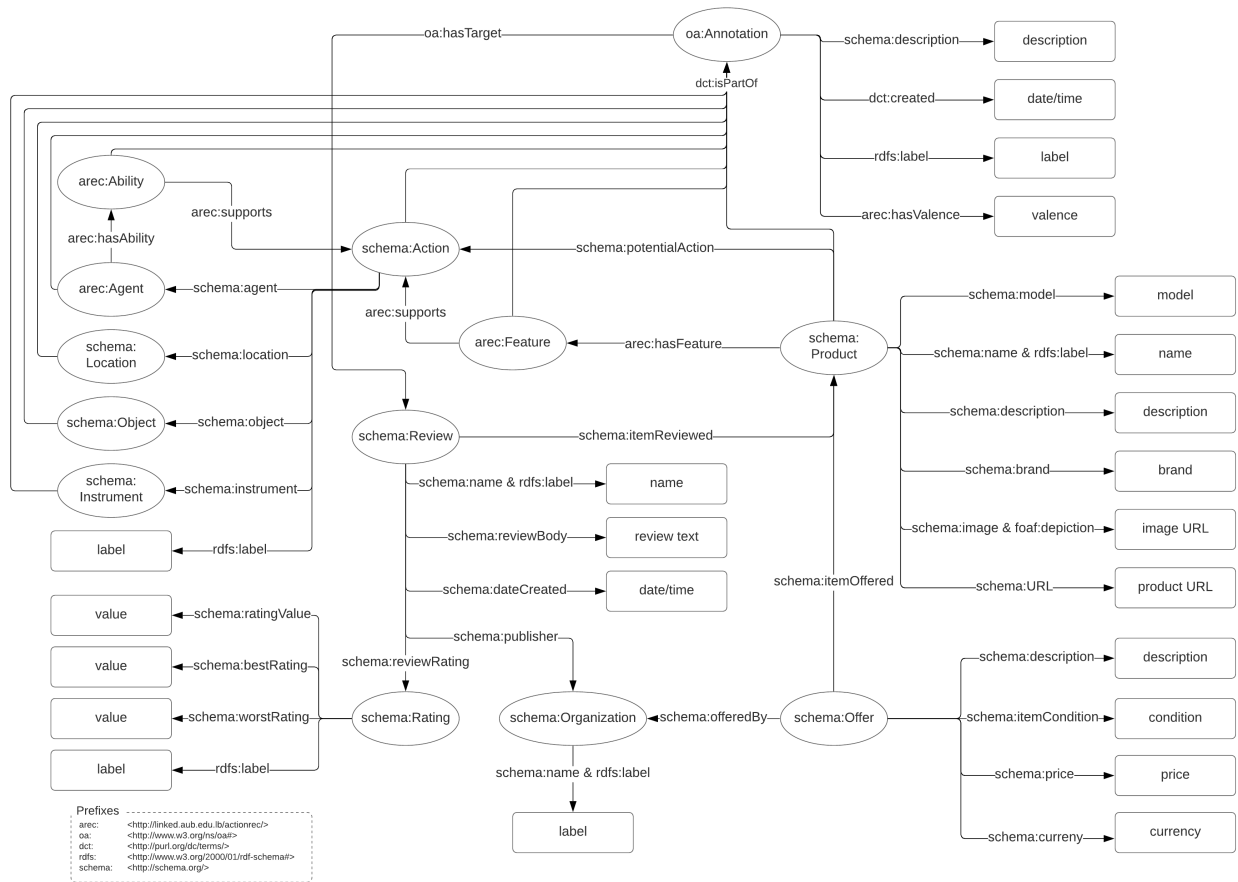 oa:hasTarget
oa:Annotation
schema:description
description
dct:isPartOf
dct:created
date/time
rdfs:label
label
arec:hasValence
valence
arec:Ability
arec:supports
arec:hasAbility
schema:Action
schema:potentialAction
arec:Agent
schema:agent
arec:supports
schema:
Location
schema:location
arec:Feature
arec:hasFeature
schema:
Product
schema:model
model
schema:name & rdfs:label
name
schema:description
description
schema:brand
brand
schema:image & foaf:depiction
image URL
schema:URL
product URL
schema:Object
schema:object
schema:Review
schema:itemReviewed
schema:
Instrument
schema:instrument
schema:name & rdfs:label
name
label
rdfs:label
schema:reviewBody
review text
schema:dateCreated
date/time
schema:itemOffered
value
schema:ratingValue
schema:publisher
value
schema:bestRating
schema:reviewRating
schema:description
description
value
schema:worstRating
schema:Rating
schema:Organization
schema:offeredBy
schema:Offer
schema:itemCondition
condition
label
rdfs:label
schema:name & rdfs:label
schema:price
price
label
schema:curreny
currency
Prefixes
arec: <http://linked.aub.edu.lb/actionrec/>
oa: <http://www.w3.org/ns/oa#>
dct: <http://purl.org/dc/terms/>
rdfs: <http://www.w3.org/2000/01/rdf-schema#>
schema: <http://schema.org/>